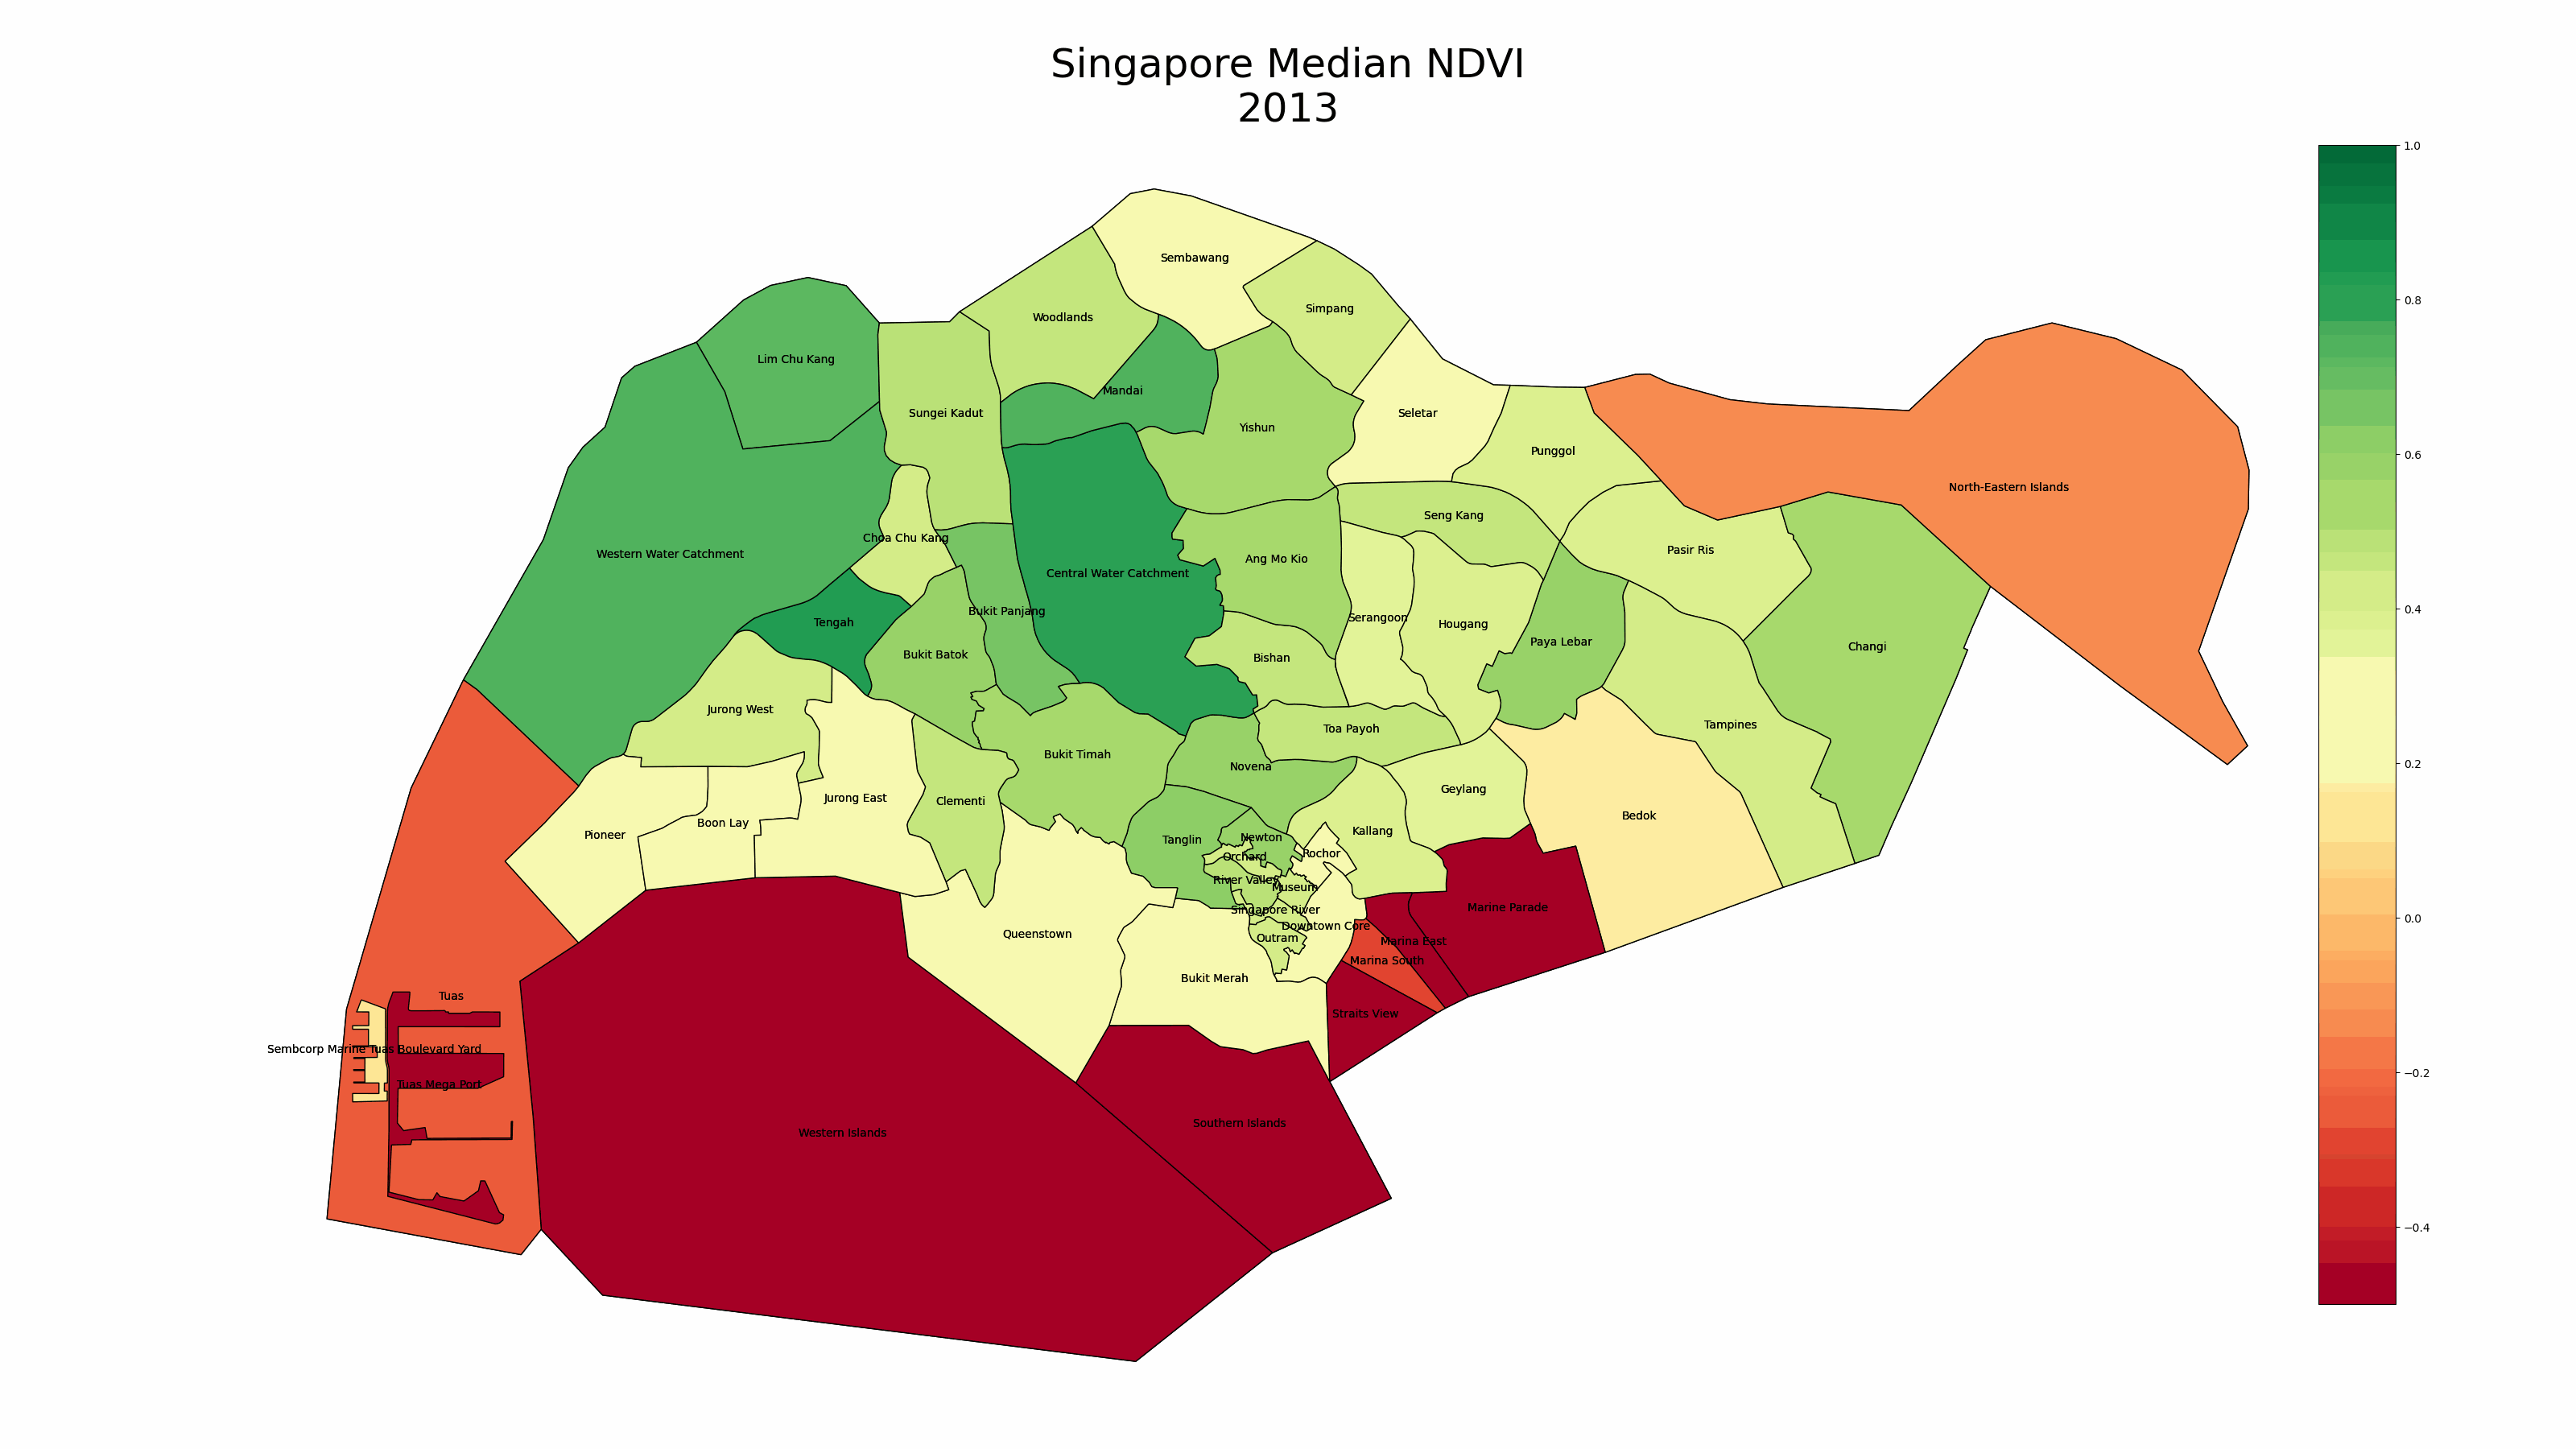 Singapore Median NDVI
2013
1.0
0.8
0.6
0.4
0.2
0.0
−0.2
−0.4
Sembawang
Simpang
Woodlands
Lim Chu Kang
Mandai
Sungei Kadut
Seletar
Yishun
Punggol
North-Eastern Islands
Seng Kang
Choa Chu Kang
Pasir Ris
Western Water Catchment
Ang Mo Kio
Central Water Catchment
Bukit Panjang
Serangoon
Tengah
Hougang
Paya Lebar
Changi
Bukit Batok
Bishan
Jurong West
Tampines
Toa Payoh
Bukit Timah
Novena
Geylang
Jurong East
Clementi
Bedok
Boon Lay
Kallang
Pioneer
Newton
Tanglin
Rochor
Orchard
River Valley
Museum
Marine Parade
Singapore River
Downtown Core
Queenstown
Outram
Marina East
Marina South
Bukit Merah
Tuas
Straits View
Sembcorp Marine Tuas Boulevard Yard
Tuas Mega Port
Southern Islands
Western Islands